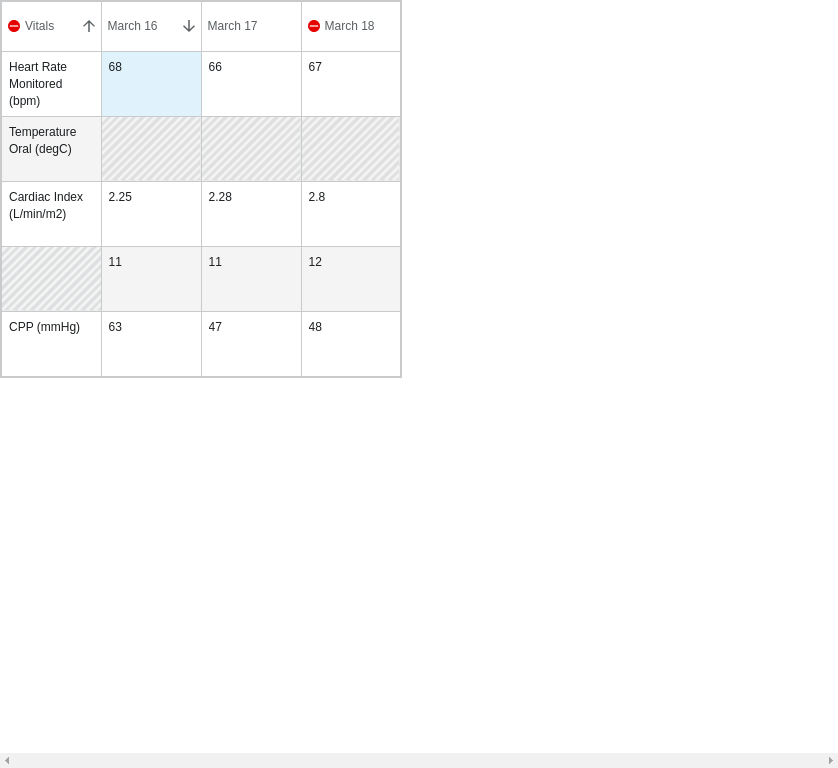 Vitals March 16 March 17 March 18
Heart Rate 68 66 67
Monitored
(bpm)
Temperature
Oral (degC)
Cardiac Index 2.25 2.28 2.8
(L/min/m2)
11 11 12
CPP (mmHg) 63 47 48